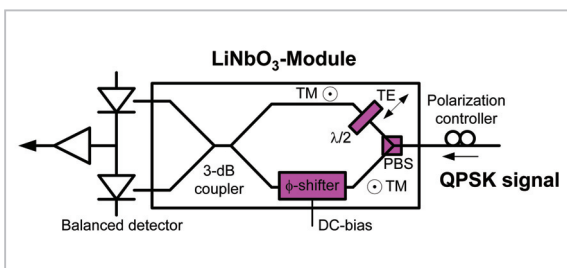 LiNbO₃-Module
TM
TE
λ/2
Polarization
controller
PBS
3-dB
coupler
ϕ-shifter
TM
QPSK signal
Balanced detector
DC-bias